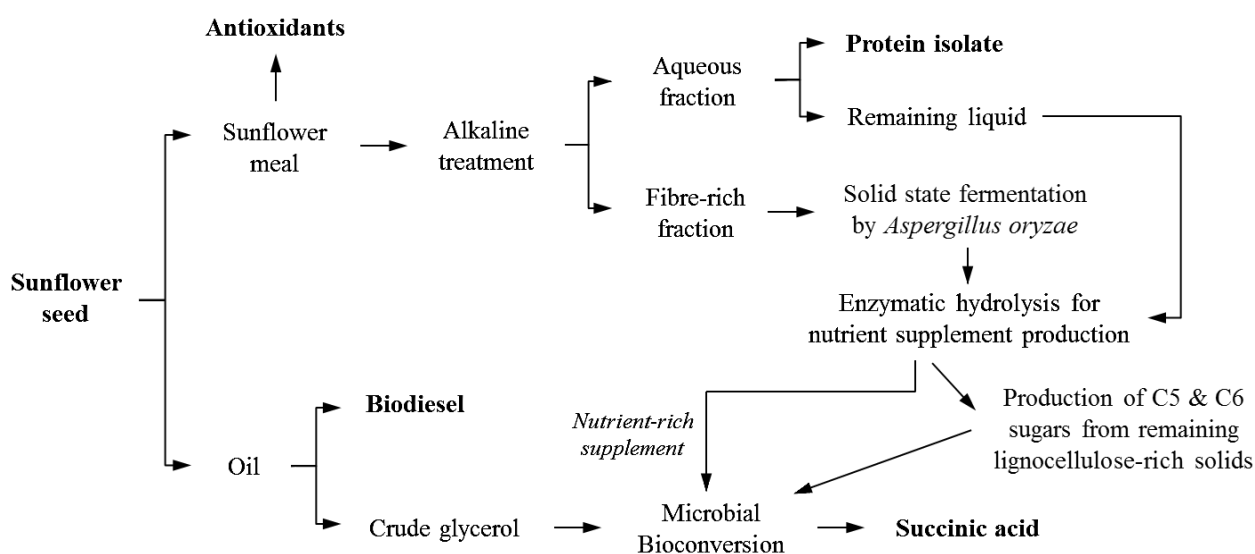 Antioxidants
Sunflower
meal
Alkaline
treatment
Aqueous
fraction
Protein isolate
Remaining liquid
Fibre-rich
fraction
Solid state fermentation
by Aspergillus oryzae
Sunflower
seed
Enzymatic hydrolysis for
nutrient supplement production
Biodiesel
Nutrient-rich
supplement
Production of C5 & C6
sugars from remaining
lignocellulose-rich solids
Oil
Crude glycerol
Microbial
Bioconversion
Succinic acid